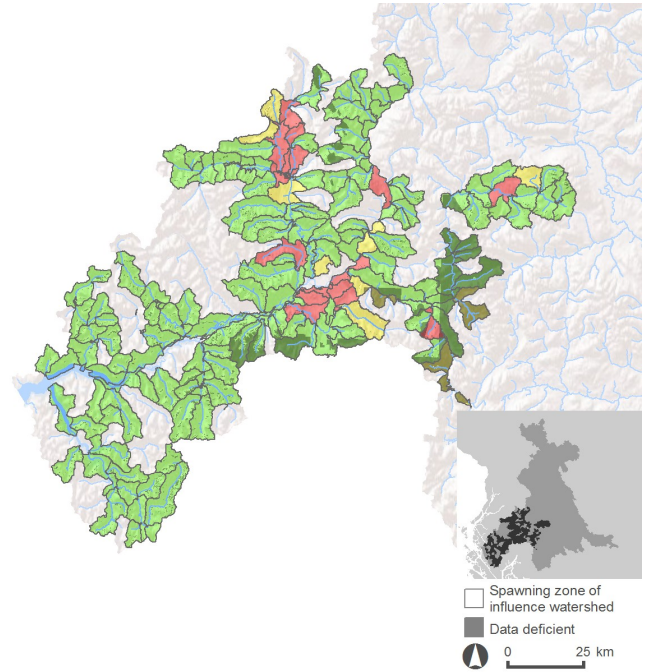 Spawning zone of
influence watershed
Data deficient
0 25 km